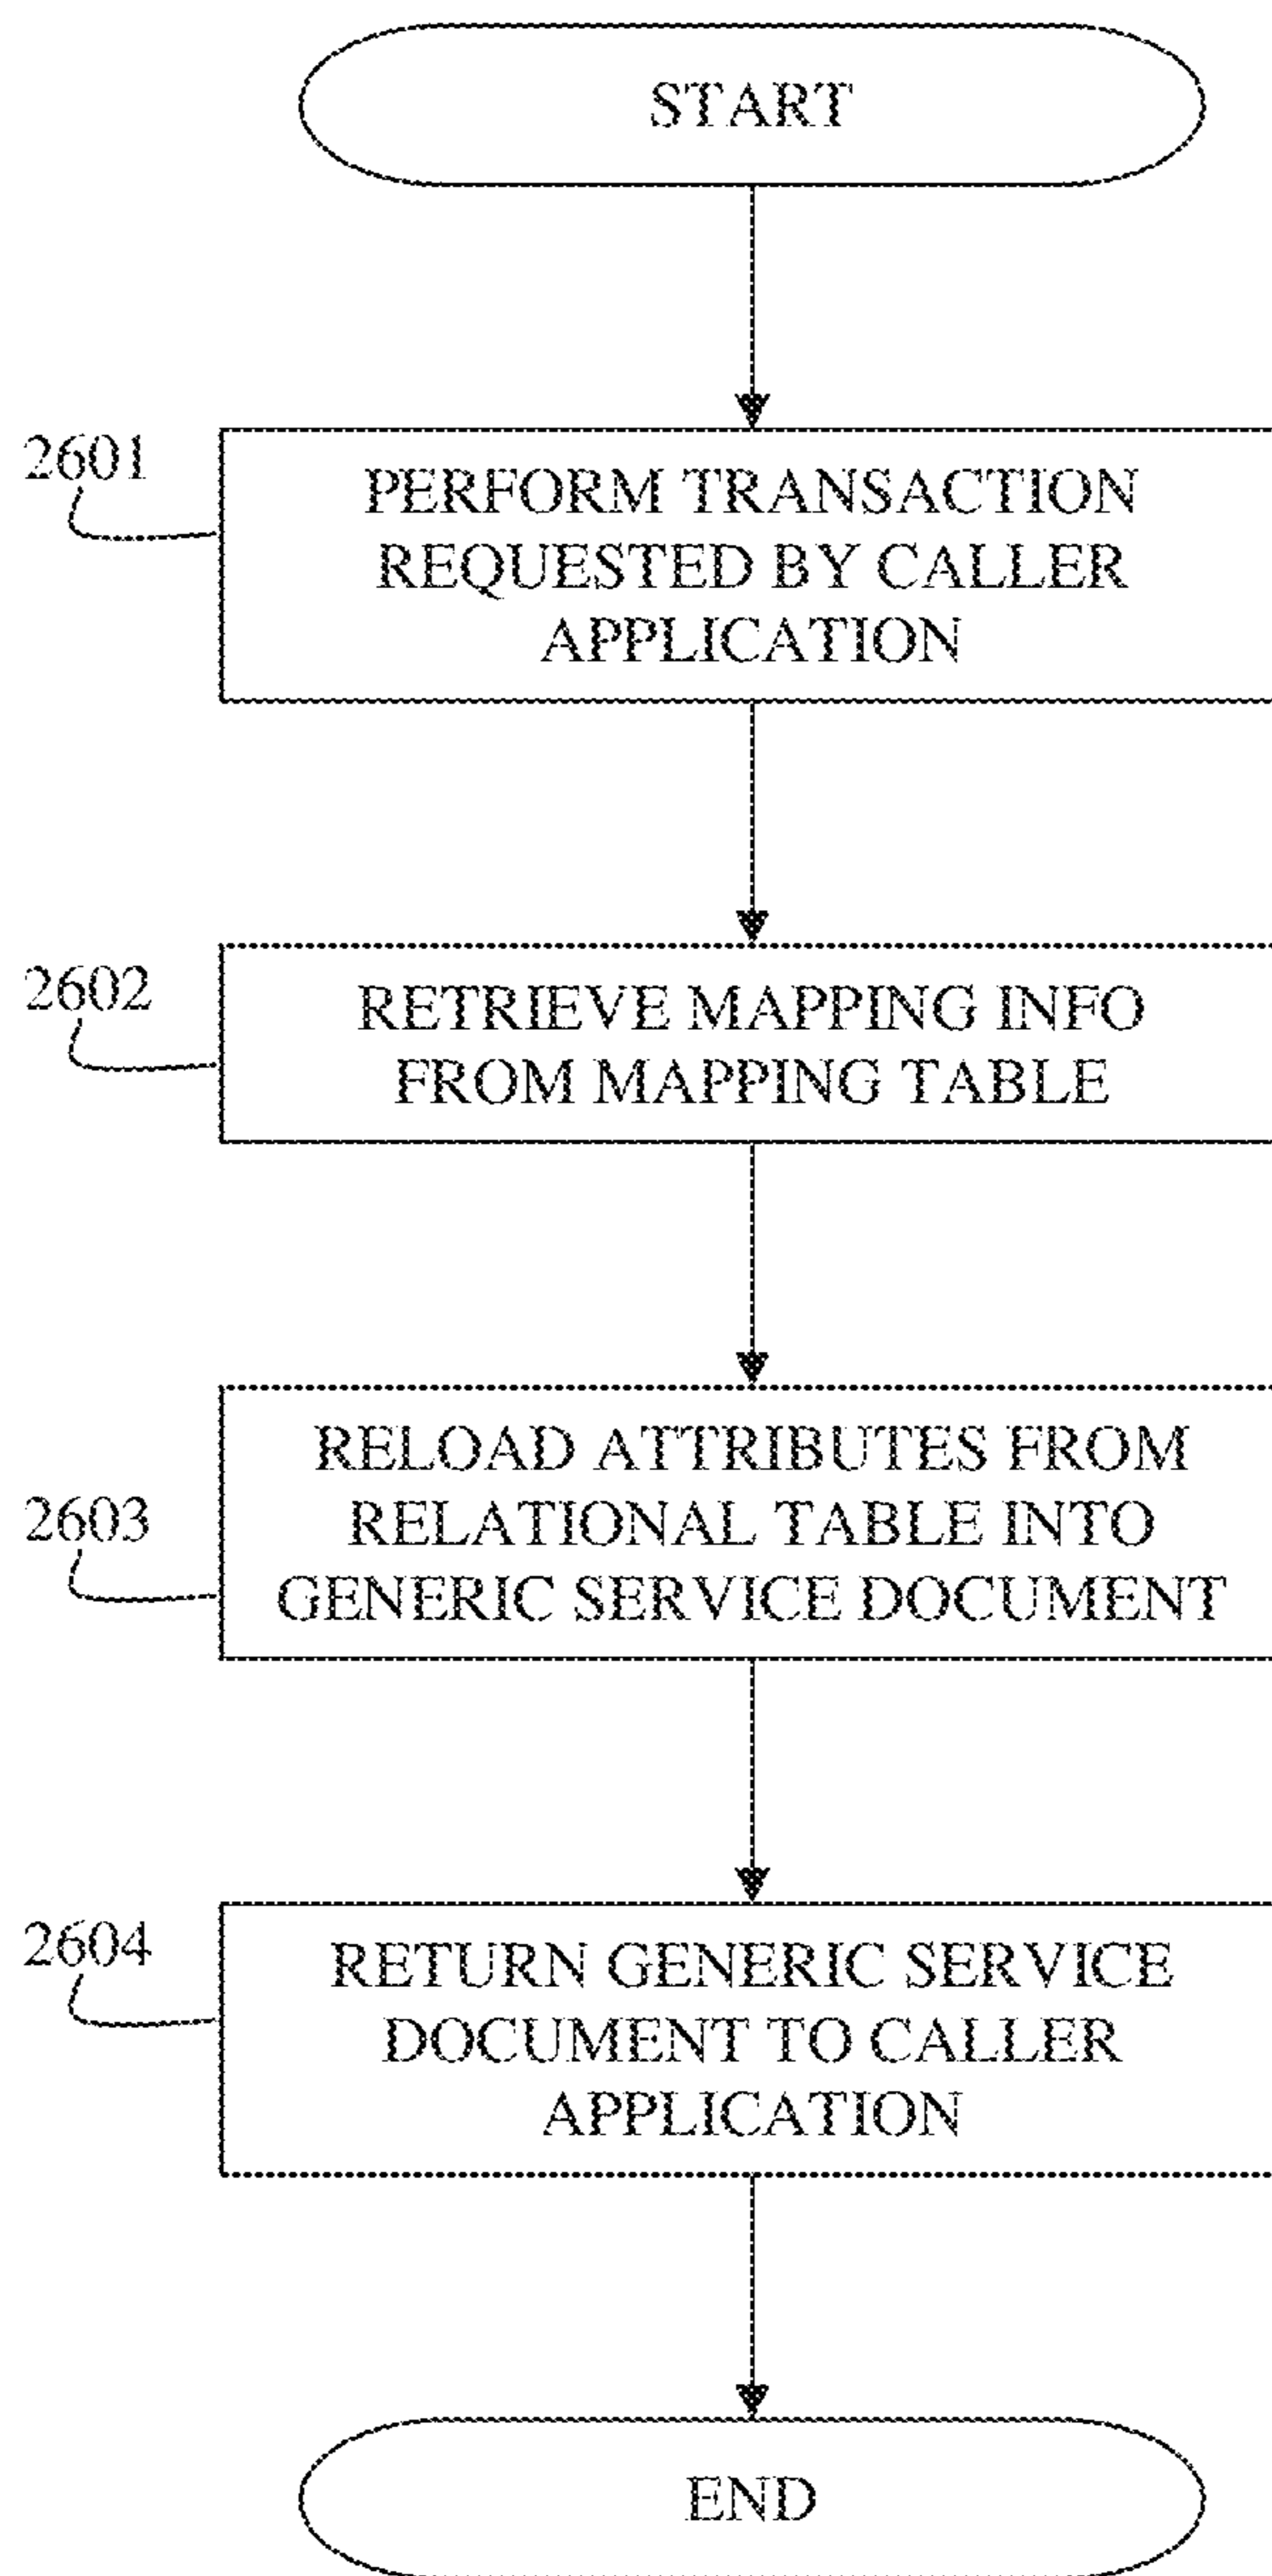 START
2601
PERFORM TRANSACTION
REQUESTED BY CALLER
APPLICATION
2602
RETRIEVE MAPPING INFO
FROM MAPPING TABLE
2603
RELOAD ATTRIBUTES FROM
RELATIONAL TABLE INTO
GENERIC SERVICE DOCUMENT
2604
RETURN GENERIC SERVICE
DOCUMENT TO CALLER
APPLICATION
END